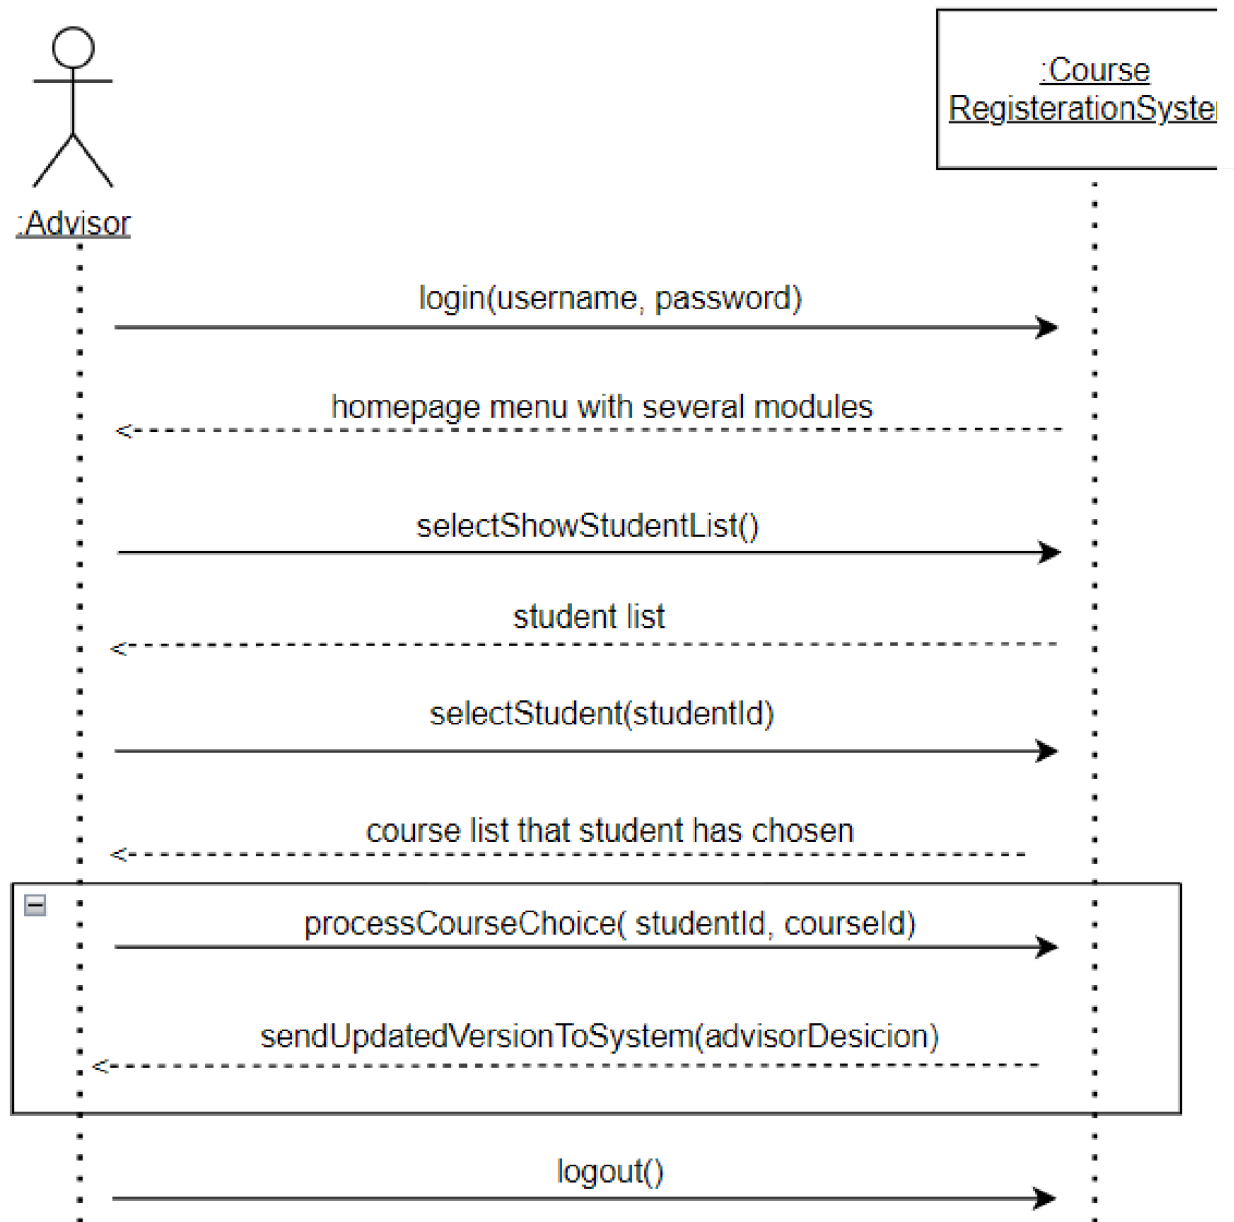 :Course
RegisterationSyste
:Advisor
login(username, password)
homepage menu with several modules
selectShowStudentList()
student list
selectStudent(studentId)
course list that student has chosen
processCourseChoice( studentId, courseId)
sendUpdatedVersionToSystem(advisorDesicion)
logout()